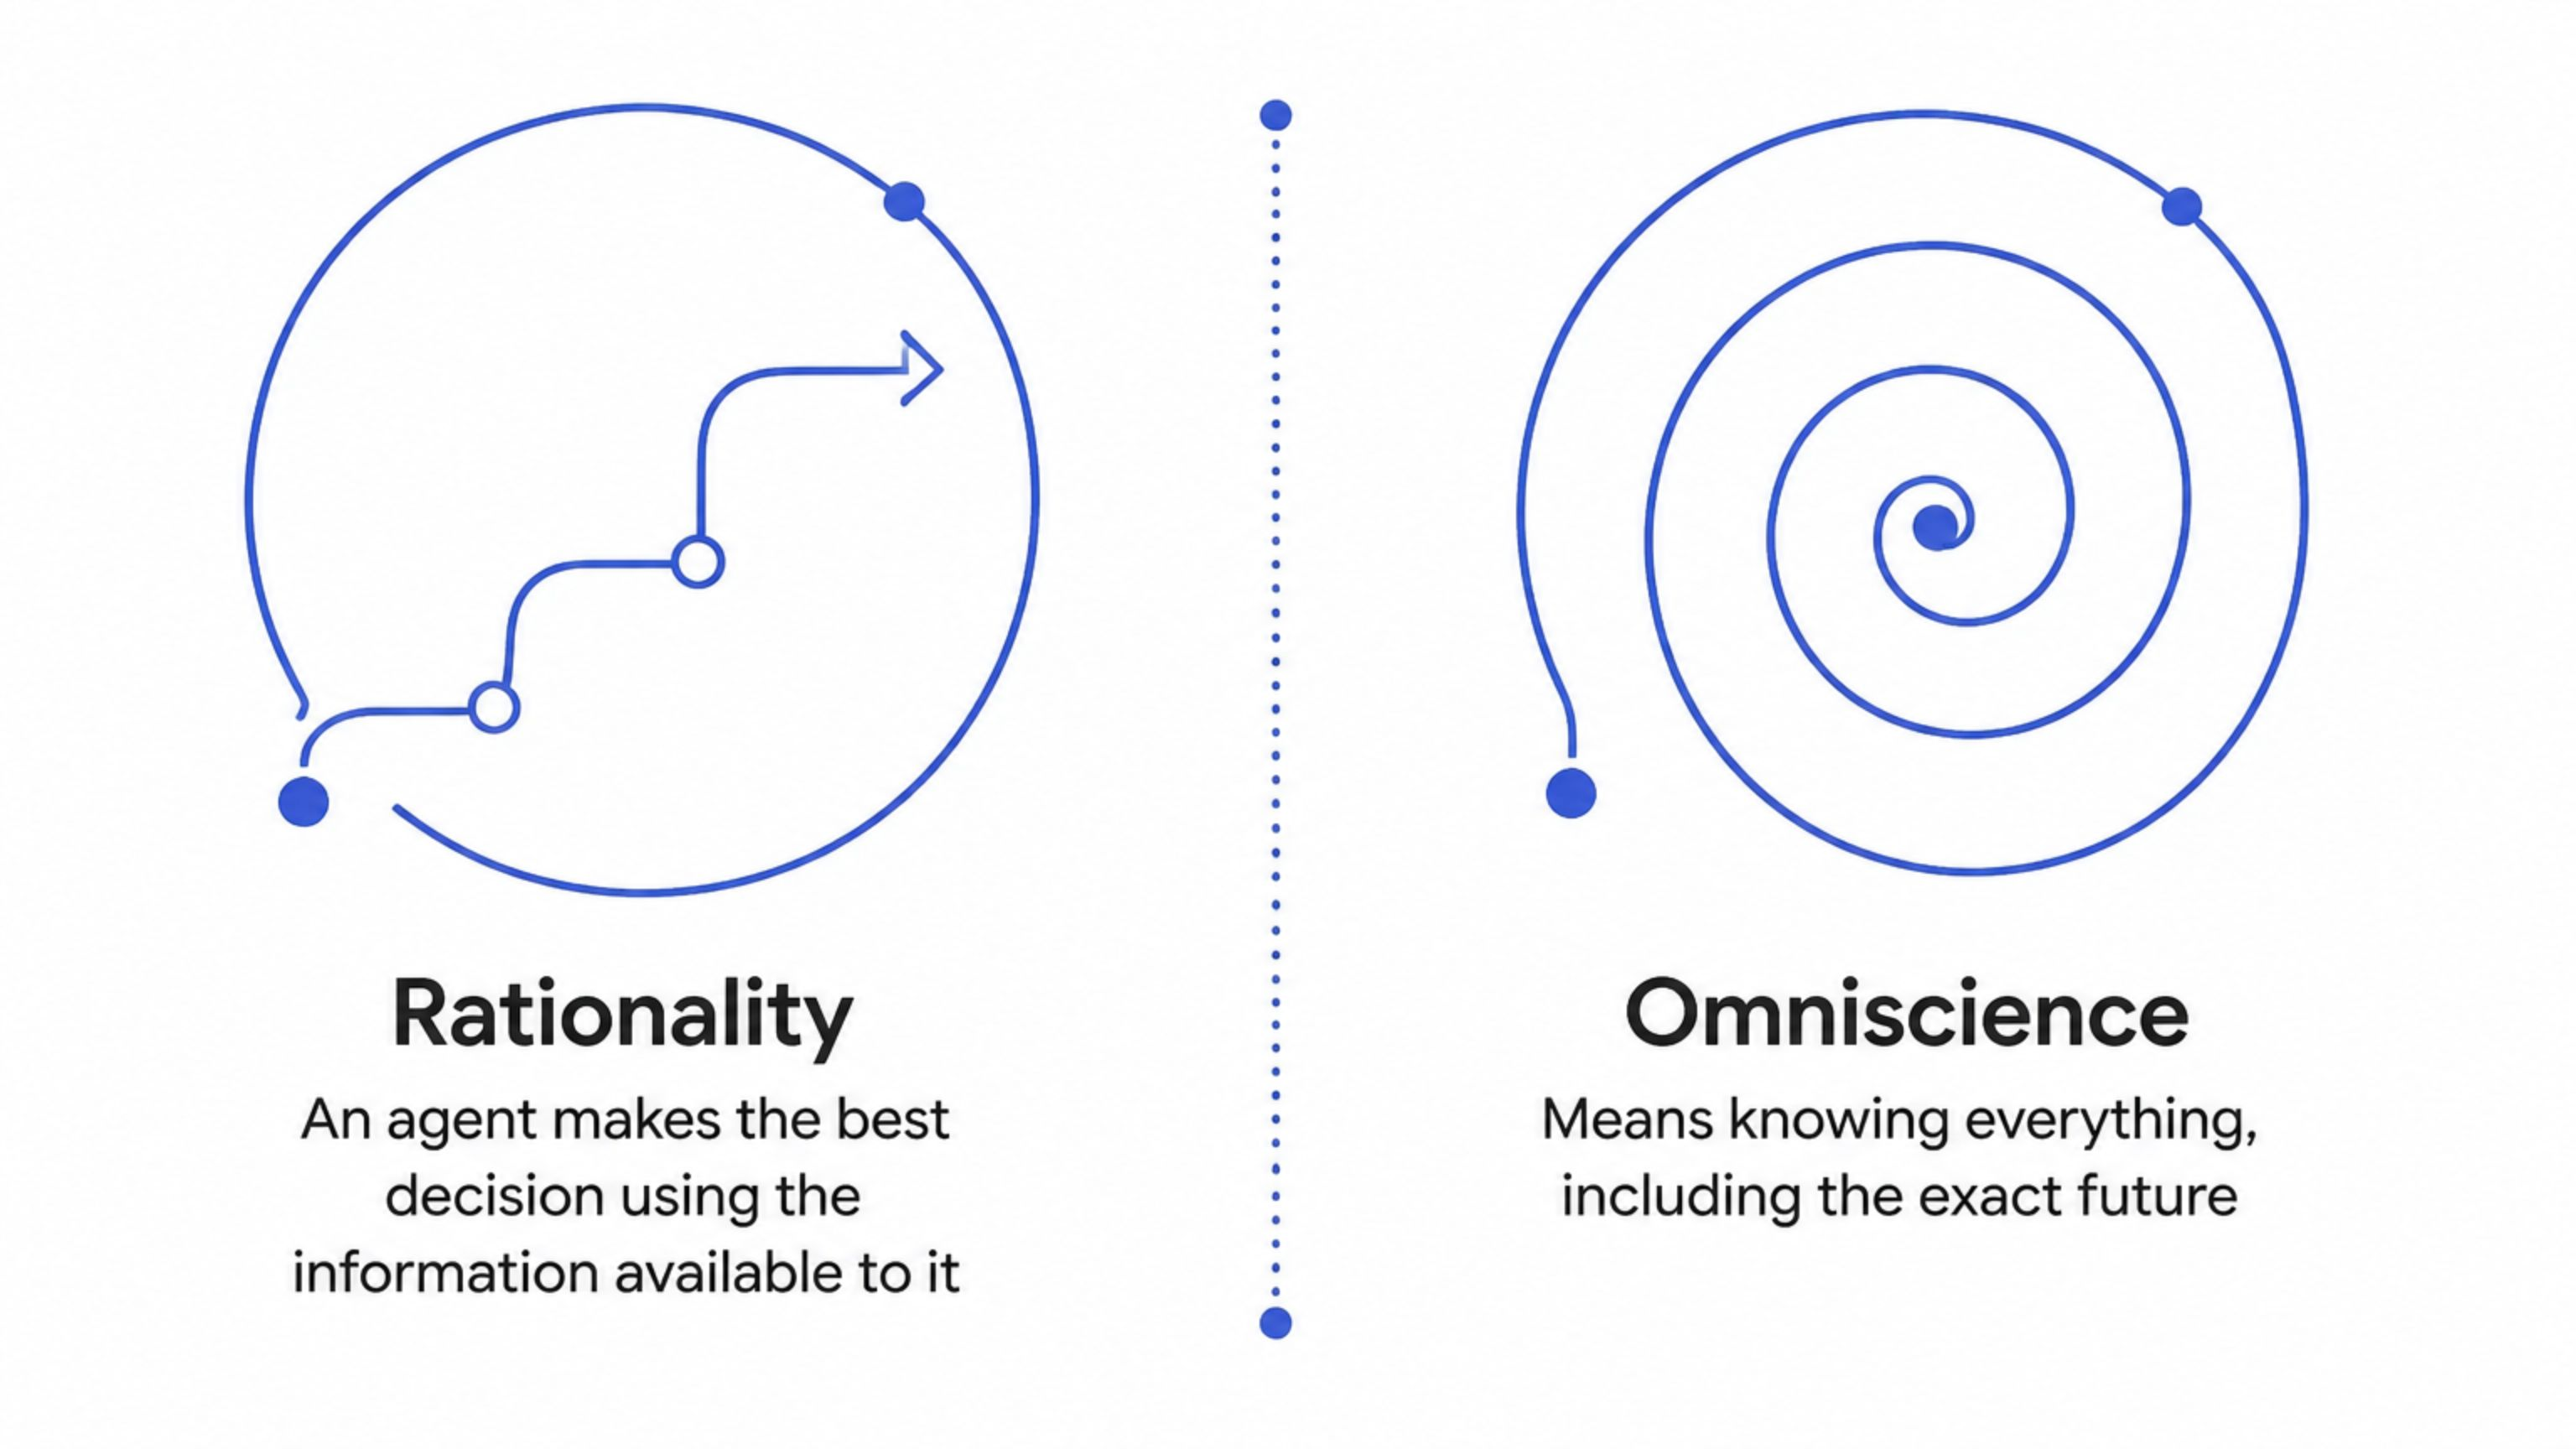 Rationality
An agent makes the best
decision using the
information available to it
Omniscience
Means knowing everything,
including the exact future